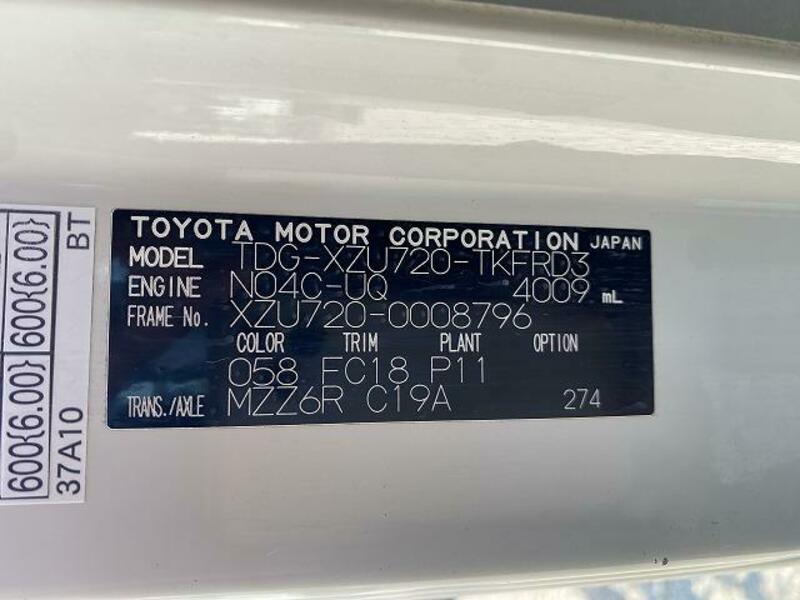 TOYOTA MOTOR CORPORATION JAPAN
MODEL TDG-XZU720-TKFRD3
ENGINE N04C-UQ 4009 mL
FRAME No. XZU720-0008796
COLOR TRIM PLANT OPTION
058 FC18 P11
TRANS./AXLE MZZ6R C19A 274
600{6.00} 600{6.00}
37A10 BT